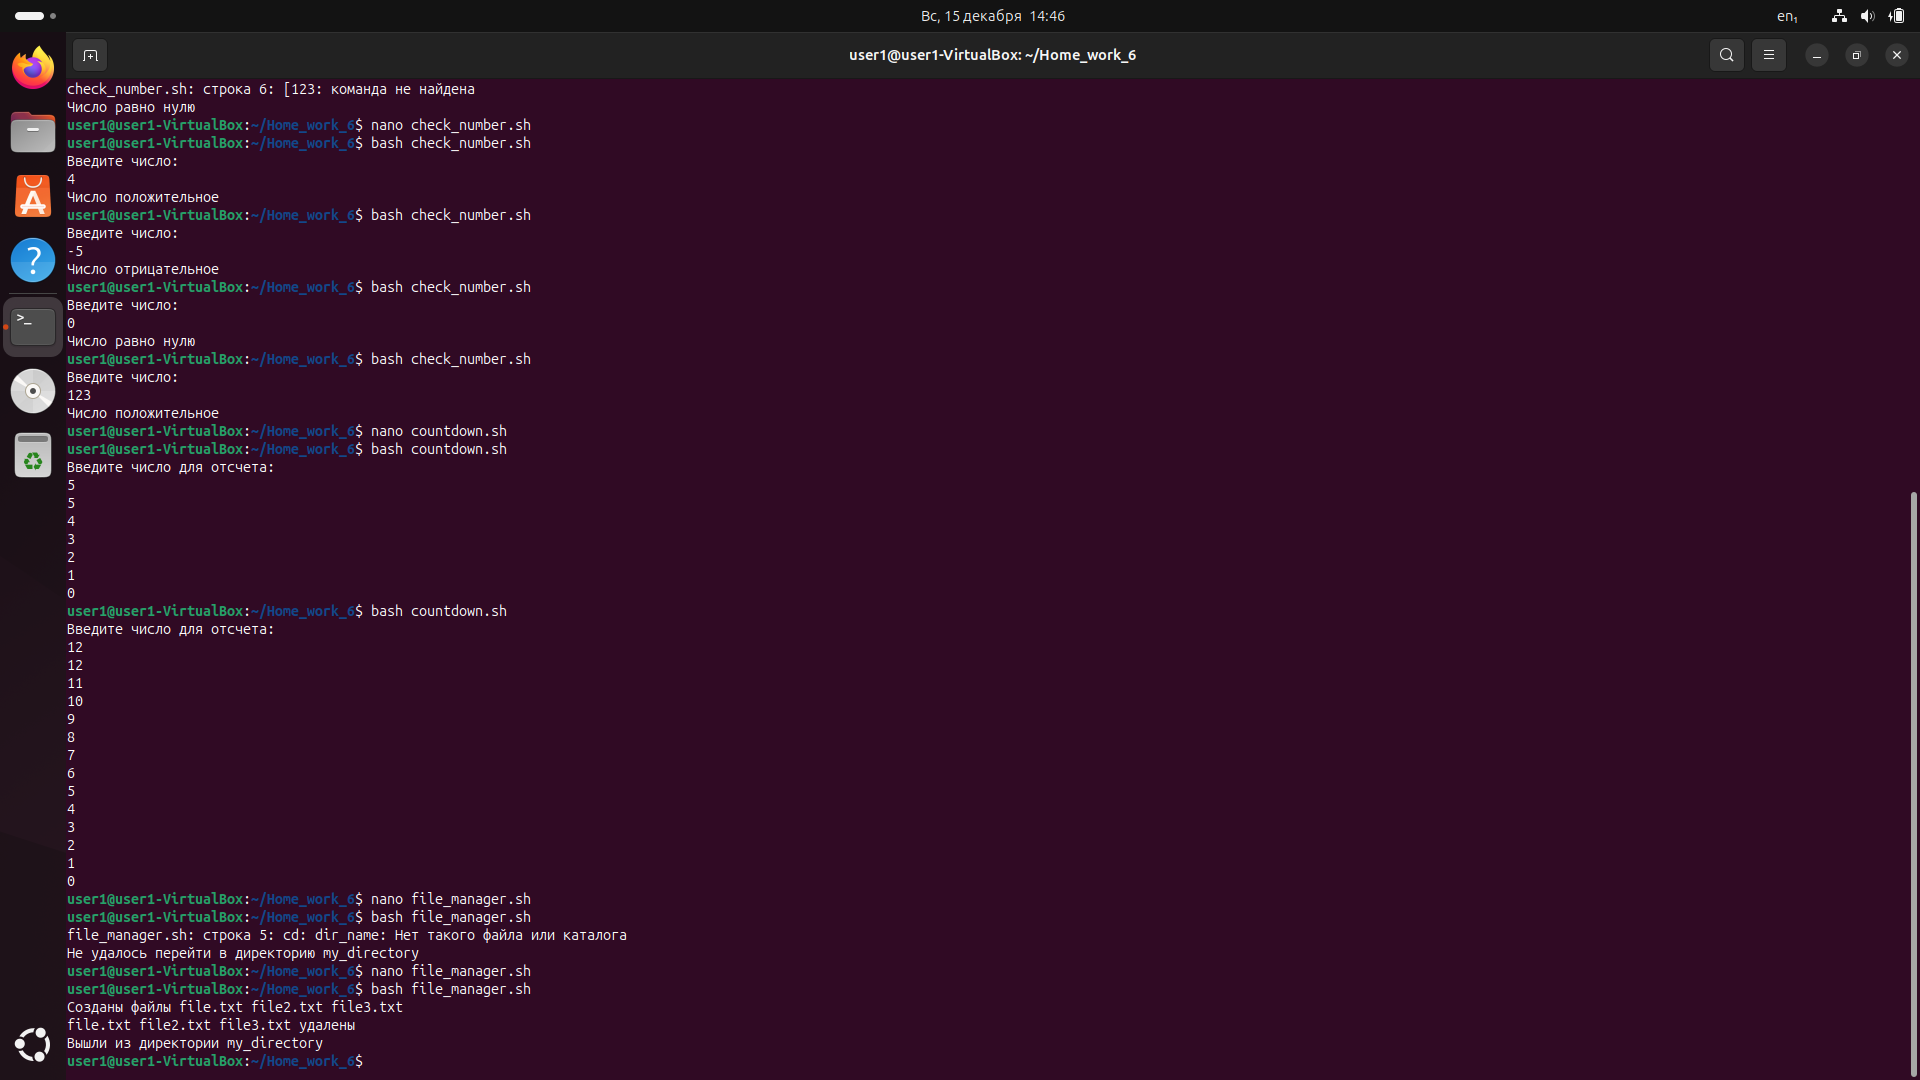 Вс, 15 декабря 14:46
en₁
user1@user1-VirtualBox: ~/Home_work_6
check_number.sh: строка 6: [123: команда не найдена
Число равно нулю
user1@user1-VirtualBox:~/Home_work_6$ nano check_number.sh
user1@user1-VirtualBox:~/Home_work_6$ bash check_number.sh
Введите число:
4
Число положительное
user1@user1-VirtualBox:~/Home_work_6$ bash check_number.sh
Введите число:
-5
Число отрицательное
user1@user1-VirtualBox:~/Home_work_6$ bash check_number.sh
Введите число:
0
Число равно нулю
user1@user1-VirtualBox:~/Home_work_6$ bash check_number.sh
Введите число:
123
Число положительное
user1@user1-VirtualBox:~/Home_work_6$ nano countdown.sh
user1@user1-VirtualBox:~/Home_work_6$ bash countdown.sh
Введите число для отсчета:
5
5
4
3
2
1
0
user1@user1-VirtualBox:~/Home_work_6$ bash countdown.sh
Введите число для отсчета:
12
12
11
10
9
8
7
6
5
4
3
2
1
0
user1@user1-VirtualBox:~/Home_work_6$ nano file_manager.sh
user1@user1-VirtualBox:~/Home_work_6$ bash file_manager.sh
file_manager.sh: строка 5: cd: dir_name: Нет такого файла или каталога
Не удалось перейти в директорию my_directory
user1@user1-VirtualBox:~/Home_work_6$ nano file_manager.sh
user1@user1-VirtualBox:~/Home_work_6$ bash file_manager.sh
Созданы файлы file.txt file2.txt file3.txt
file.txt file2.txt file3.txt удалены
Вышли из директории my_directory
user1@user1-VirtualBox:~/Home_work_6$